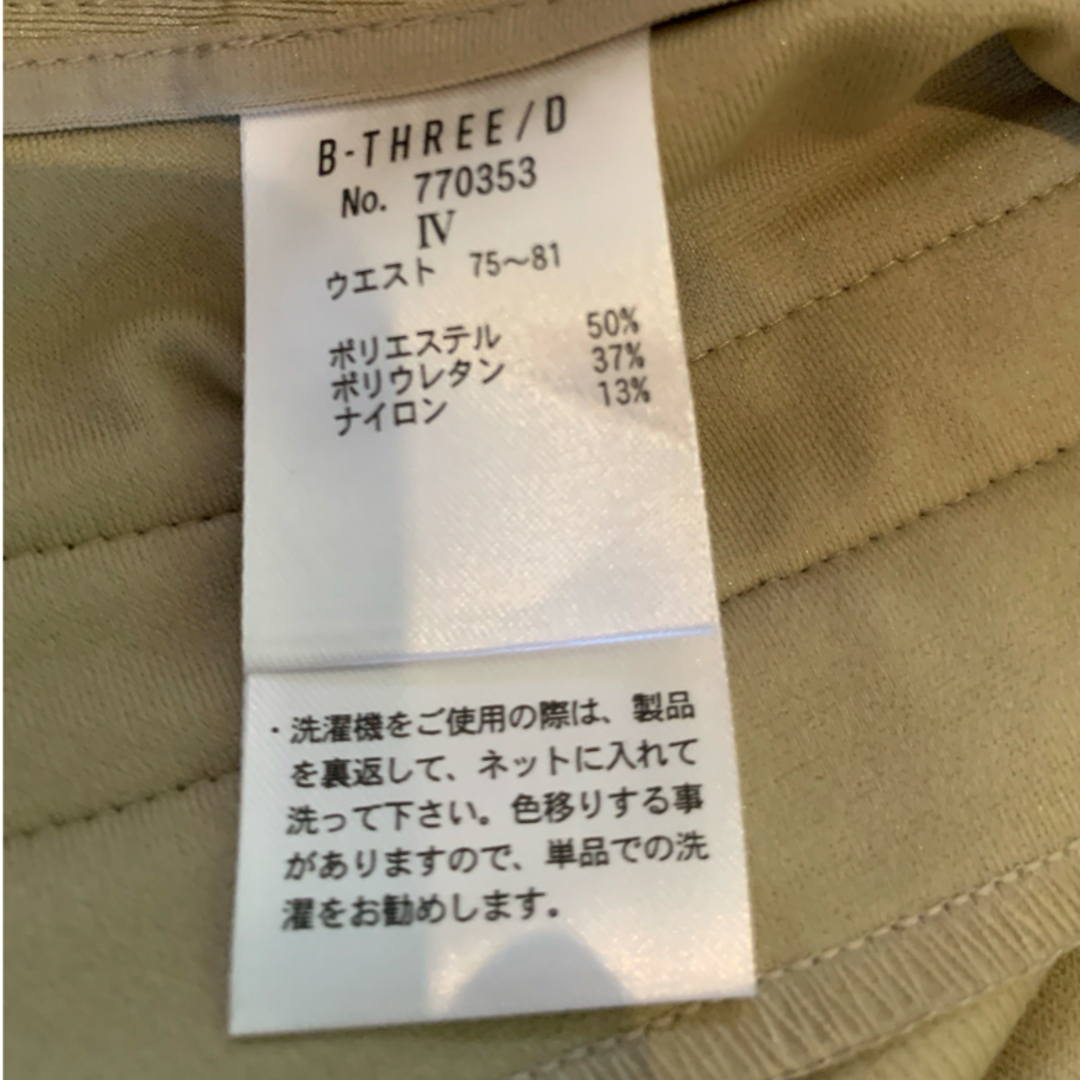 B-THREE/D
No. 770353
Ⅳ
ウエスト 75〜81
ポリエステル 50%
ポリウレタン 37%
ナイロン 13%
・洗濯機をご使用の際は、製品
を裏返して、ネットに入れて
洗って下さい。色移りする事
がありますので、単品での洗
濯をお勧めします。